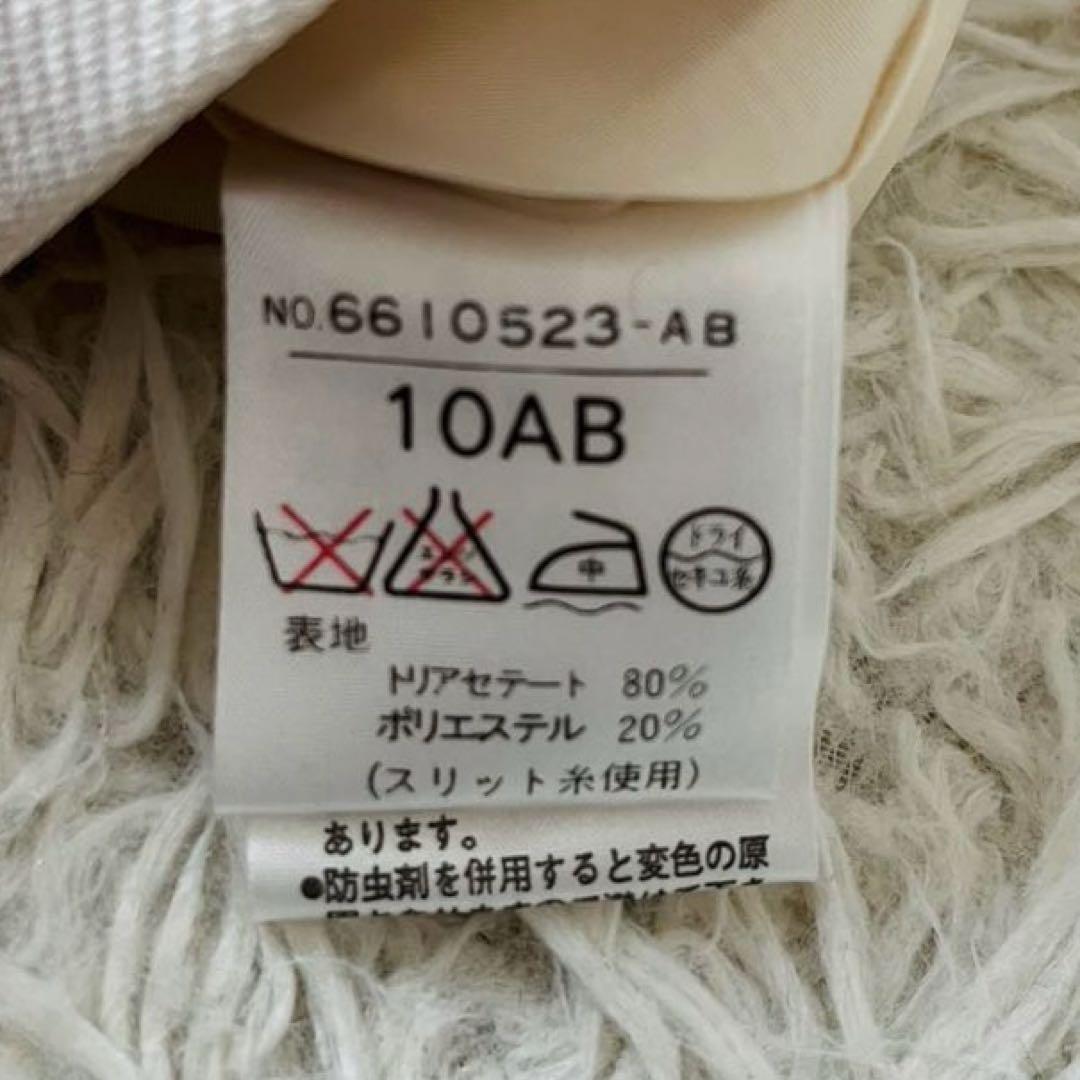 NO.6610523-AB
10AB
中 ドライ
セキユ系
表地
トリアセテート 80%
ポリエステル 20%
(スリット糸使用)
あります。
●防虫剤を併用すると変色の原